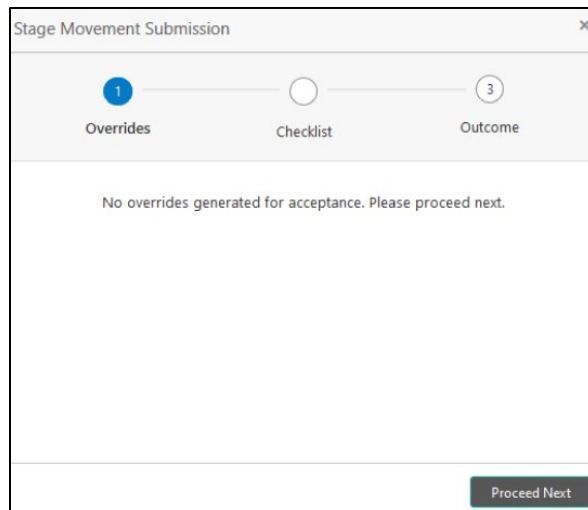 Stage Movement Submission ×
1 3
Overrides Checklist Outcome
No overrides generated for acceptance. Please proceed next.
Proceed Next